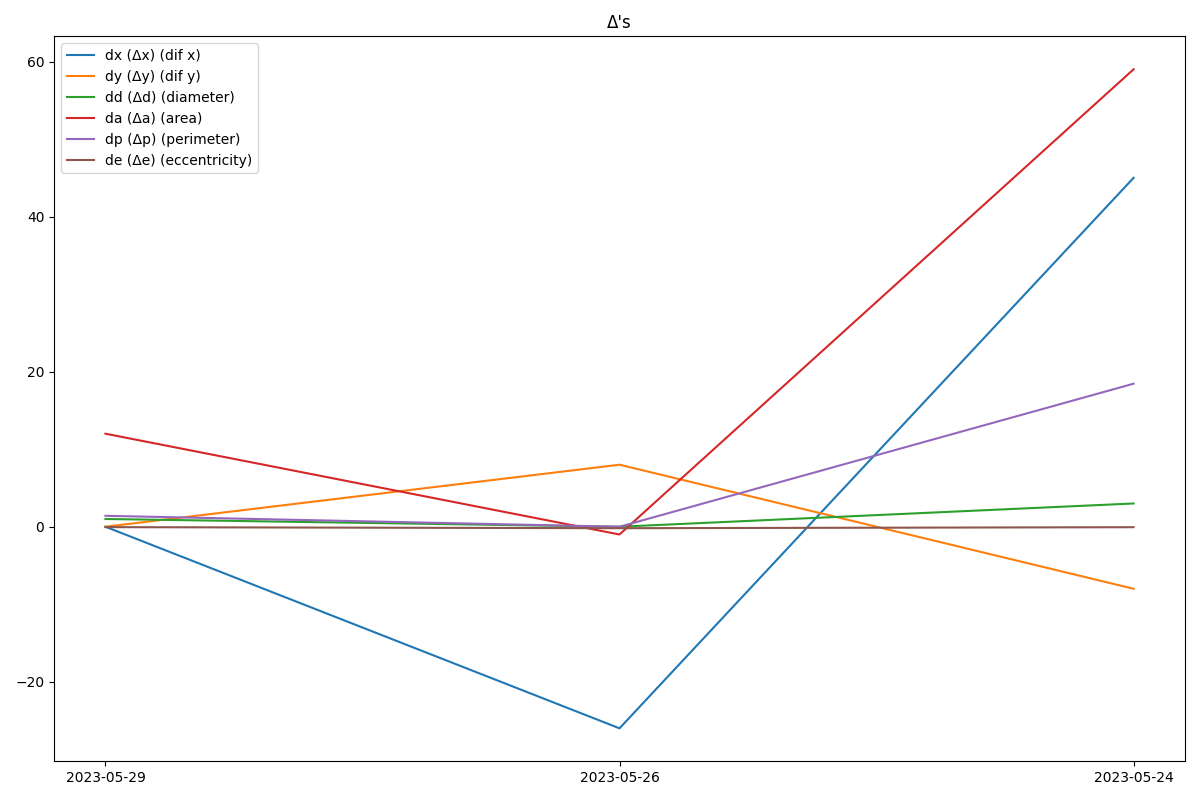 Δ's
dx (Δx) (dif x)
dy (Δy) (dif y)
dd (Δd) (diameter)
da (Δa) (area)
dp (Δp) (perimeter)
de (Δe) (eccentricity)
60
40
20
0
−20
2023-05-29
2023-05-26
2023-05-24